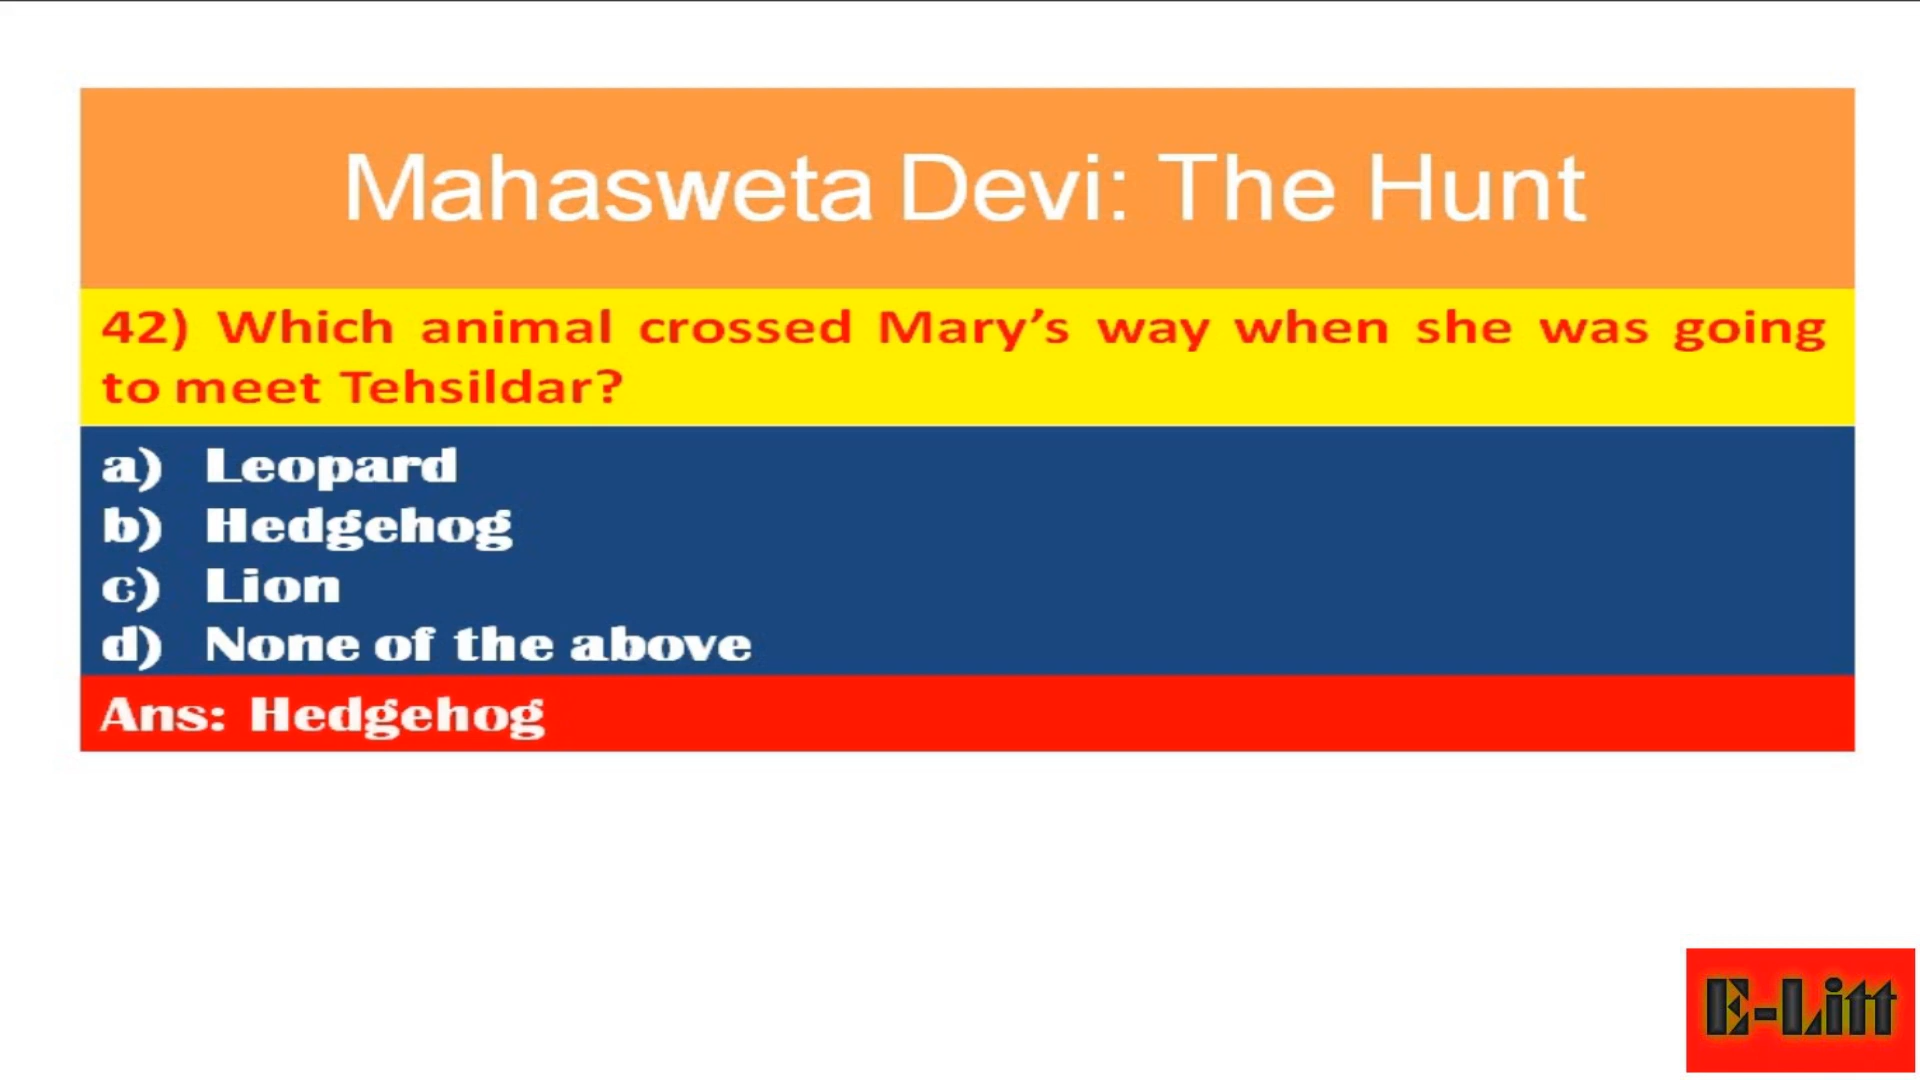 Mahasweta Devi: The Hunt
42) Which animal crossed Mary’s way when she was going
to meet Tehsildar?
a) Leopard
b) Hedgehog
c) Lion
d) None of the above
Ans: Hedgehog
E-Litt